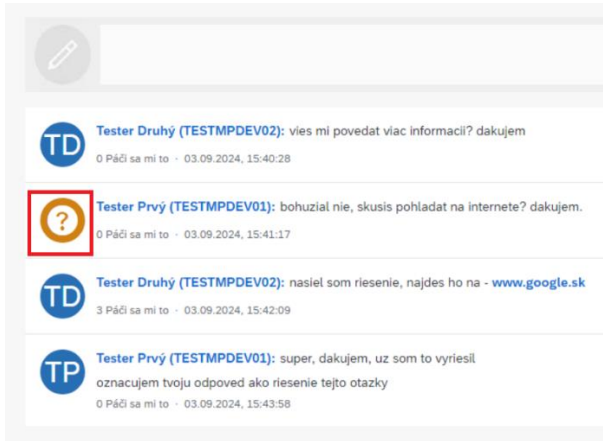 TD
Tester Druhý (TESTMPDEV02): vies mi povedat viac informacii? dakujem
0 Páči sa mi to · 03.09.2024, 15:40:28
?
Tester Prvý (TESTMPDEV01): bohuzial nie, skusis pohladat na internete? dakujem.
0 Páči sa mi to · 03.09.2024, 15:41:17
TD
Tester Druhý (TESTMPDEV02): nasiel som riesenie, najdes ho na - www.google.sk
3 Páči sa mi to · 03.09.2024, 15:42:09
TP
Tester Prvý (TESTMPDEV01): super, dakujem, uz som to vyriesil
oznacujem tvoju odpoved ako riesenie tejto otazky
0 Páči sa mi to · 03.09.2024, 15:43:58